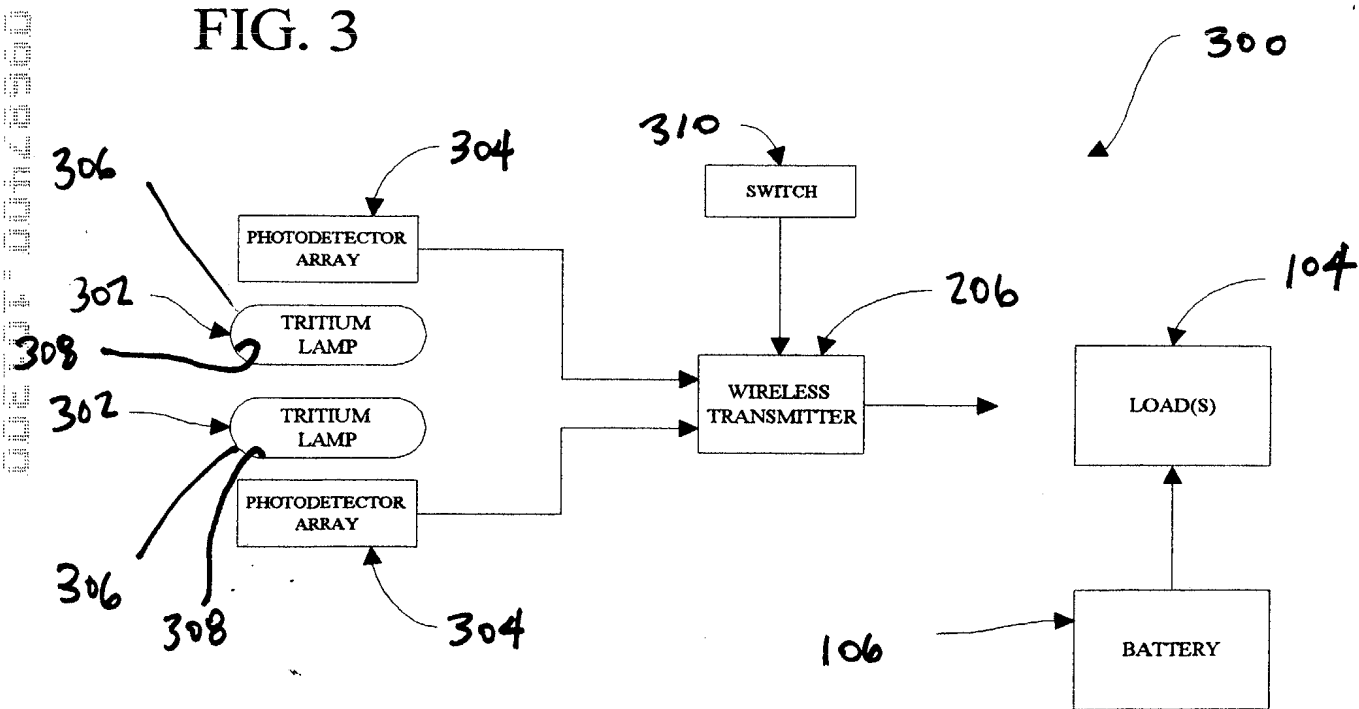 FIG. 3
300
310
304
306
SWITCH
PHOTODETECTOR
ARRAY
104
302
206
TRITIUM
LAMP
308
WIRELESS
TRANSMITTER
LOAD(S)
302
TRITIUM
LAMP
PHOTODETECTOR
ARRAY
306
308
304
106
BATTERY